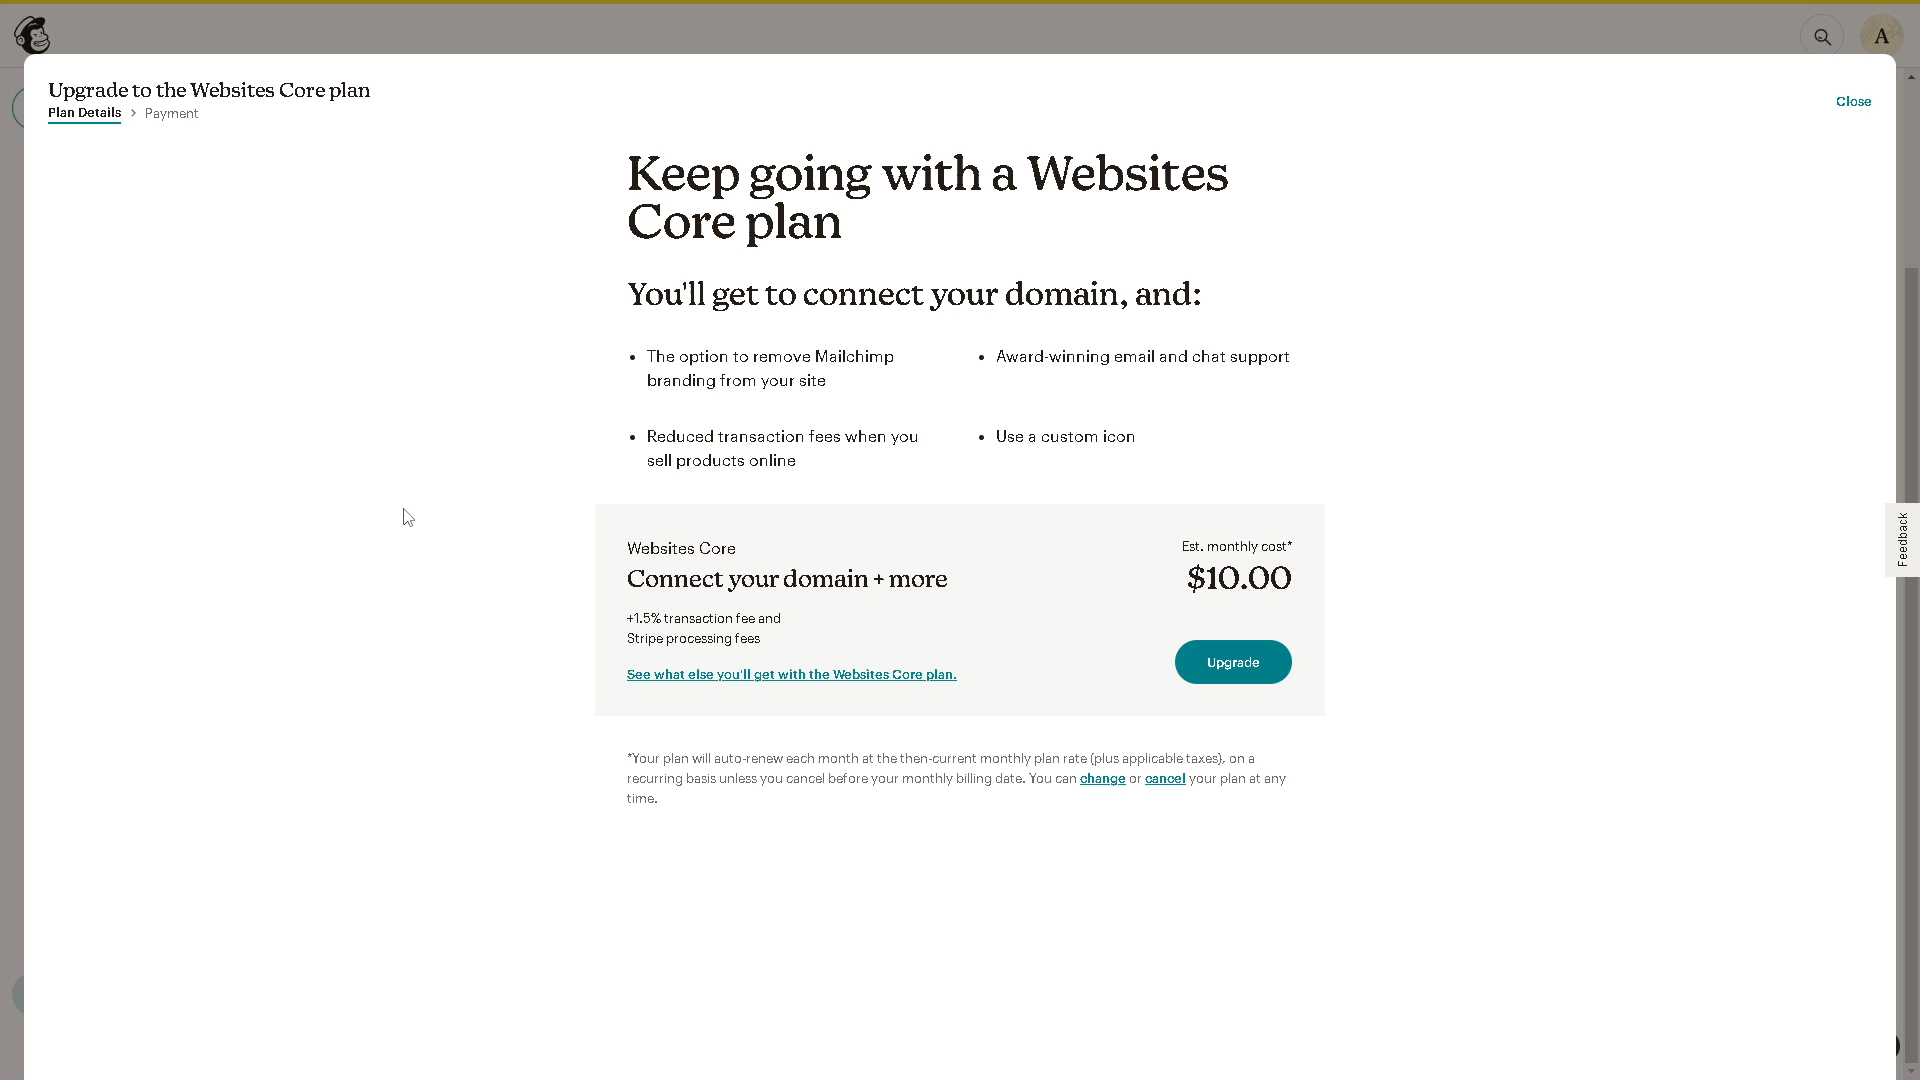 A
Upgrade to the Websites Core plan
Plan Details > Payment
Close
Keep going with a Websites
Core plan
You'll get to connect your domain, and:
• The option to remove Mailchimp
branding from your site
• Award-winning email and chat support
• Reduced transaction fees when you
sell products online
• Use a custom icon
Websites Core
Connect your domain + more
+1.5% transaction fee and
Stripe processing fees
See what else you'll get with the Websites Core plan.
Est. monthly cost*
$10.00
Upgrade
*Your plan will auto-renew each month at the then-current monthly plan rate (plus applicable taxes), on a
recurring basis unless you cancel before your monthly billing date. You can change or cancel your plan at any
time.
Feedback